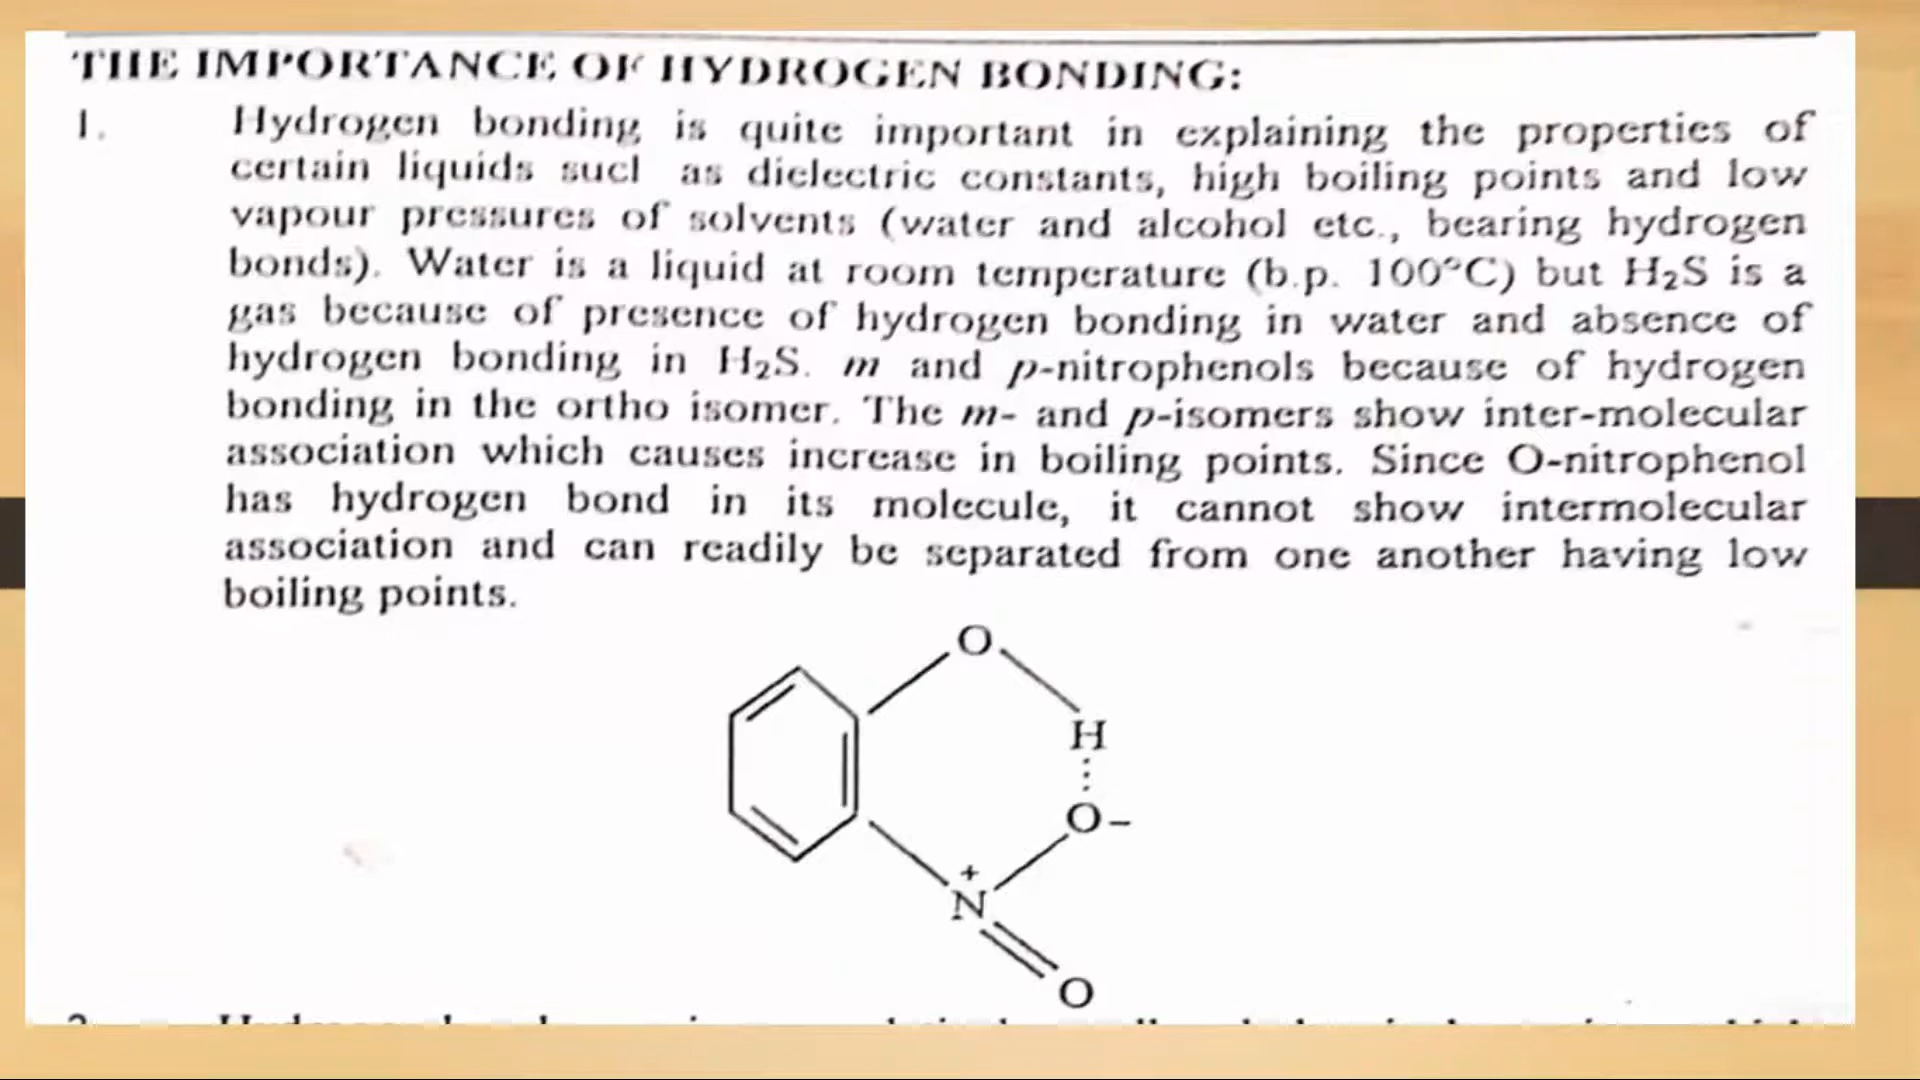 THE IMPORTANCE OF HYDROGEN BONDING:
1. Hydrogen bonding is quite important in explaining the properties of
certain liquids sucl as dielectric constants, high boiling points and low
vapour pressures of solvents (water and alcohol etc., bearing hydrogen
bonds). Water is a liquid at room temperature (b.p. 100°C) but H₂S is a
gas because of presence of hydrogen bonding in water and absence of
hydrogen bonding in H₂S. m and p-nitrophenols because of hydrogen
bonding in the ortho isomer. The m- and p-isomers show inter-molecular
association which causes increase in boiling points. Since O-nitrophenol
has hydrogen bond in its molecule, it cannot show intermolecular
association and can readily be separated from one another having low
boiling points.
O
H
O–
+
N
O